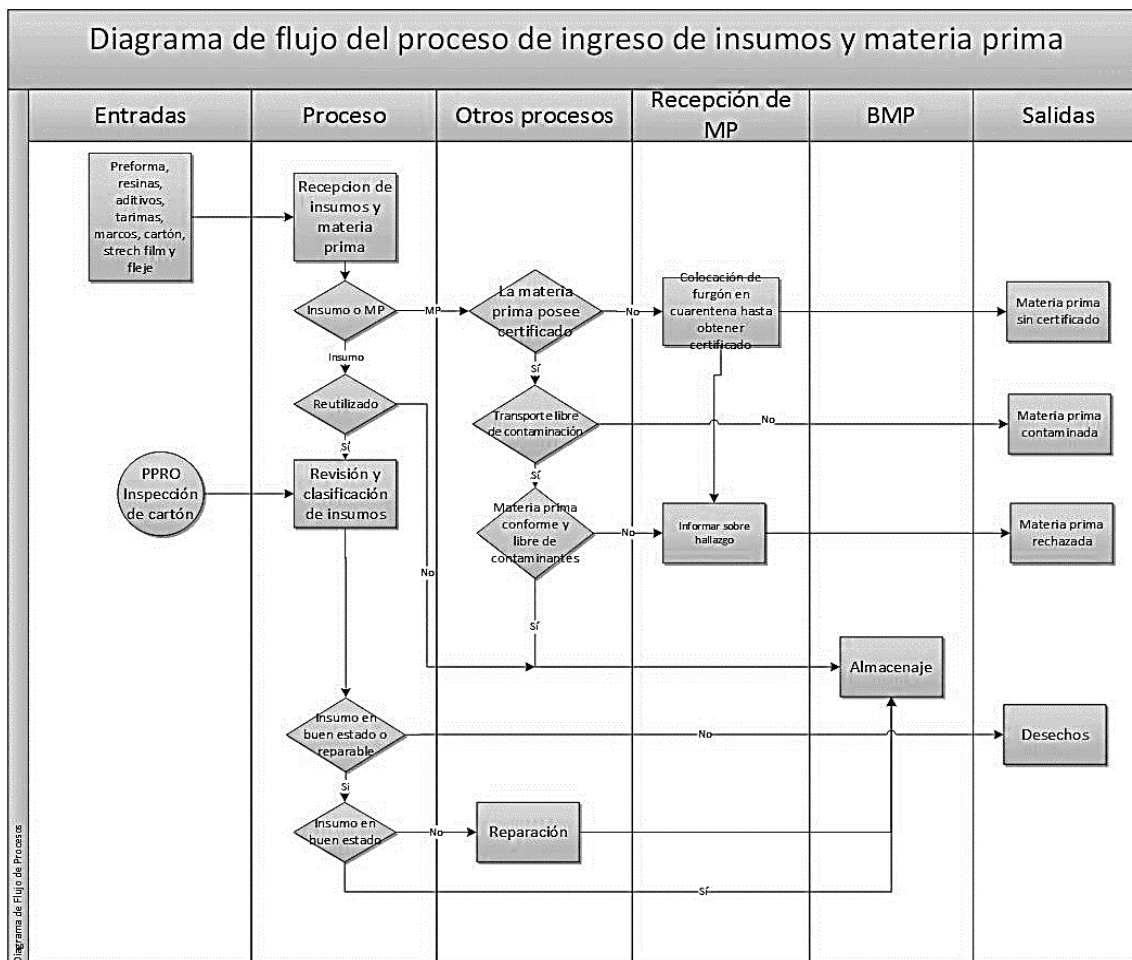 Diagrama de flujo del proceso de ingreso de insumos y materia prima
Entradas
Proceso
Otros procesos
Recepción de
MP
BMP
Salidas
Preforma,
resinas,
aditivos,
tarimas,
marcos, cartón,
strech film y
fleje
Recepcion de
insumos y
materia
prima
Insumo o MP
MP
La materia
prima posee
certificado
No
Colocación de
furgón en
cuarentena hasta
obtener
certificado
Materia prima
sin certificado
Insumo
Sí
Reutilizado
Transporte libre
de contaminación
No
Materia prima
contaminada
Sí
Sí
PPRO
Inspección
de cartón
Revisión y
clasificación
de insumos
Materia prima
conforme y
libre de
contaminantes
No
Informar sobre
hallazgo
Materia prima
rechazada
No
Sí
Almacenaje
Insumo en
buen estado o
reparable
No
Desechos
Si
Insumo en
buen estado
No
Reparación
Sí
Diagrama de Flujo de Procesos